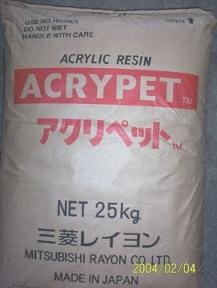 USE NO HOOKS
DO NOT WET
HANDLE WITH CARE
OPEN
ACRYLIC RESIN
ACRYPET TM
アクリペット TM
NET 25kg
三菱レイヨン
MITSUBISHI RAYON CO.LTD.
MADE IN JAPAN
2004/02/04